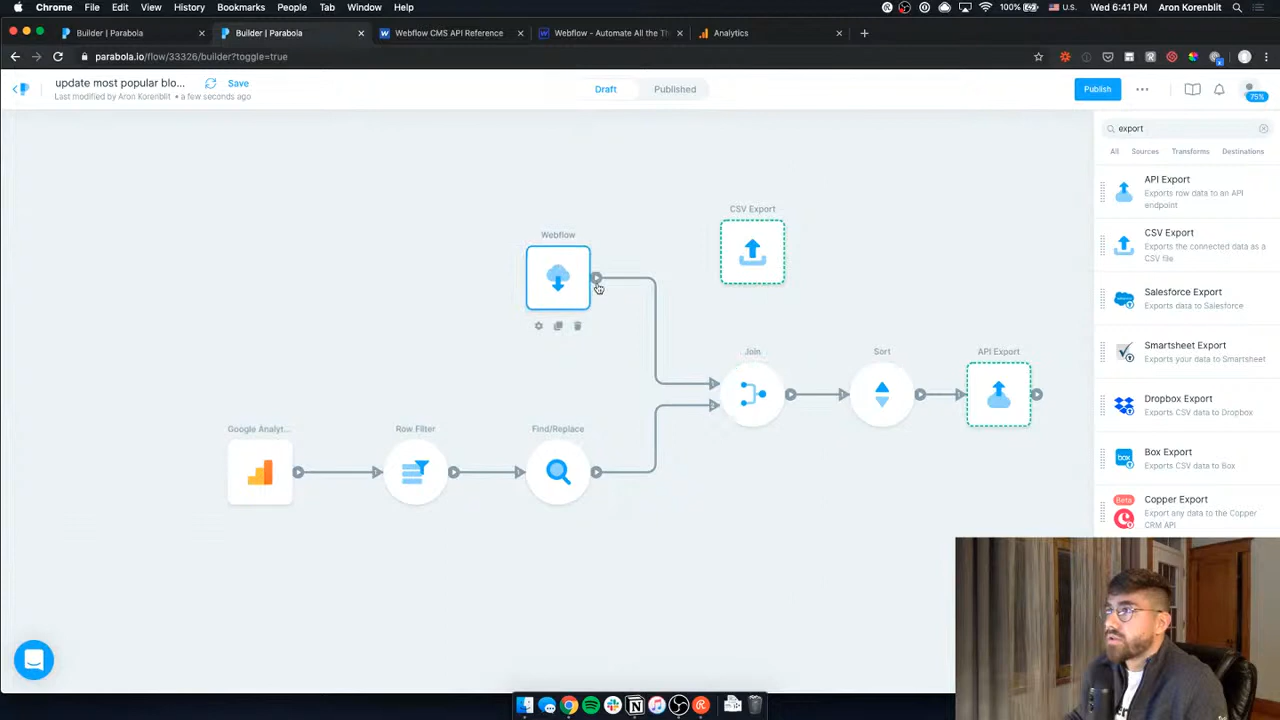 Chrome File Edit View History Bookmarks People Tab Window Help
100% U.S. Wed 6:41 PM Aron Korenblit
Builder | Parabola
Builder | Parabola
Webflow CMS API Reference
Webflow - Automate All the Th
Analytics
parabola.io/flow/33326/builder?toggle=true
update most popular blo...
Save
Last modified by Aron Korenblit • a few seconds ago
Draft
Published
Publish
75%
export
All Sources Transforms Destinations
API Export
Exports row data to an API
endpoint
CSV Export
Exports the connected data as a
CSV file
Salesforce Export
Exports data to Salesforce
Smartsheet Export
Exports your data to Smartsheet
Dropbox Export
Exports CSV data to Dropbox
box
Box Export
Exports CSV data to Box
Beta
Copper Export
Export any data to the Copper
CRM API
CSV Export
Webflow
Join
Sort
API Export
Google Analyt...
Row Filter
Find/Replace